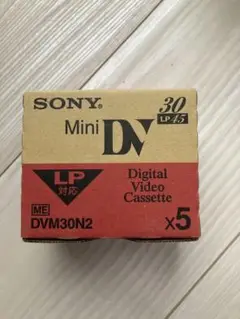 SONY
30
LP 45
Mini DV
LP
対応
Digital
Video
Cassette
ME
DVM30N2
x5